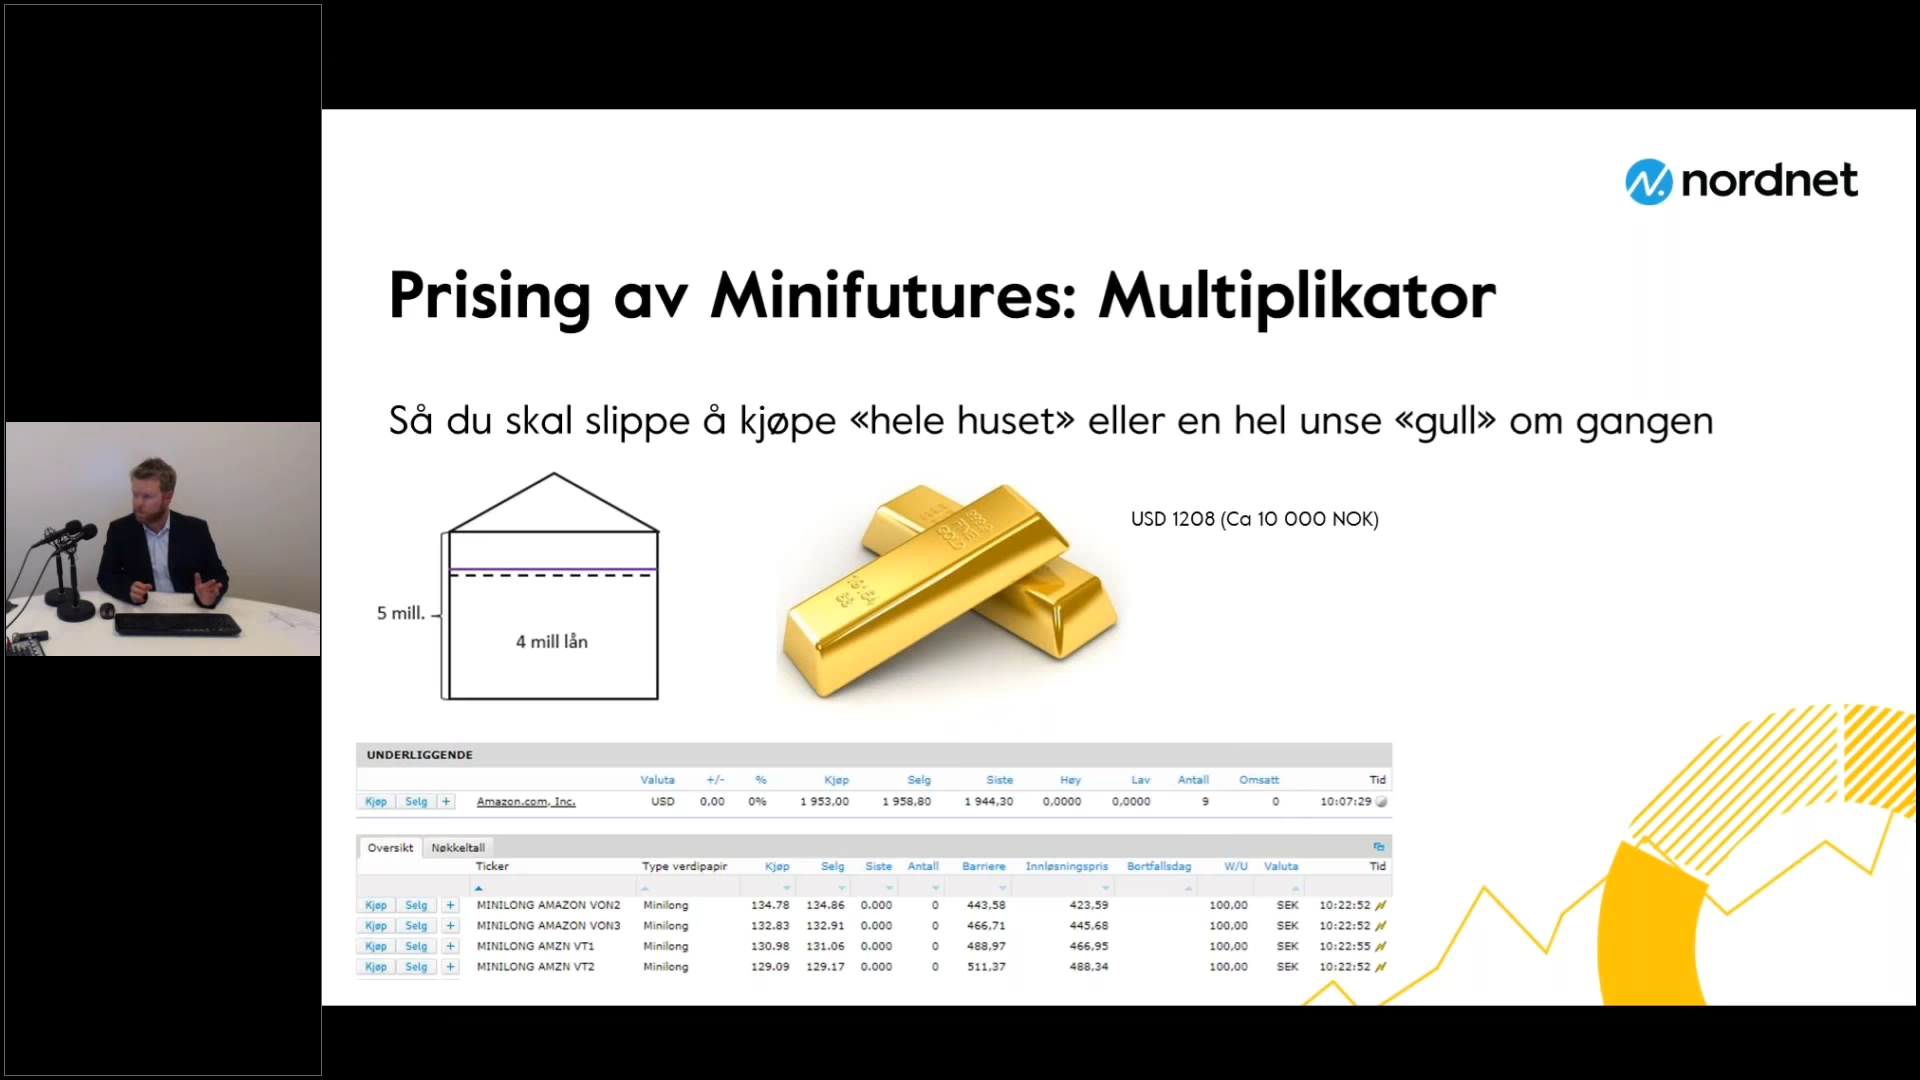 nordnet
Prising av Minifutures: Multiplikator
Så du skal slippe å kjøpe «hele huset» eller en hel unse «gull» om gangen
USD 1208 (Ca 10 000 NOK)
5 mill.
4 mill lån
UNDERLIGGENDE
Valuta +/- % Kjøp Selg Siste Høy Lav Antall Omsatt Tid
Kjøp Selg + Amazon.com, Inc. USD 0,00 0% 1 953,00 1 958,80 1 944,30 0,0000 0,0000 9 0 10:07:29
Oversikt Nøkkeltall
Ticker Type verdipapir Kjøp Selg Siste Antall Barriere Innløsningspris Bortfallsdag W/U Valuta Tid
Kjøp Selg + MINILONG AMAZON VON2 Minilong 134.78 134.86 0.000 0 443,58 423,59 100,00 SEK 10:22:52
Kjøp Selg + MINILONG AMAZON VON3 Minilong 132.83 132.91 0.000 0 466,71 445,68 100,00 SEK 10:22:52
Kjøp Selg + MINILONG AMZN VT1 Minilong 130.98 131.06 0.000 0 488,97 466,95 100,00 SEK 10:22:55
Kjøp Selg + MINILONG AMZN VT2 Minilong 129.09 129.17 0.000 0 511,37 488,34 100,00 SEK 10:22:52